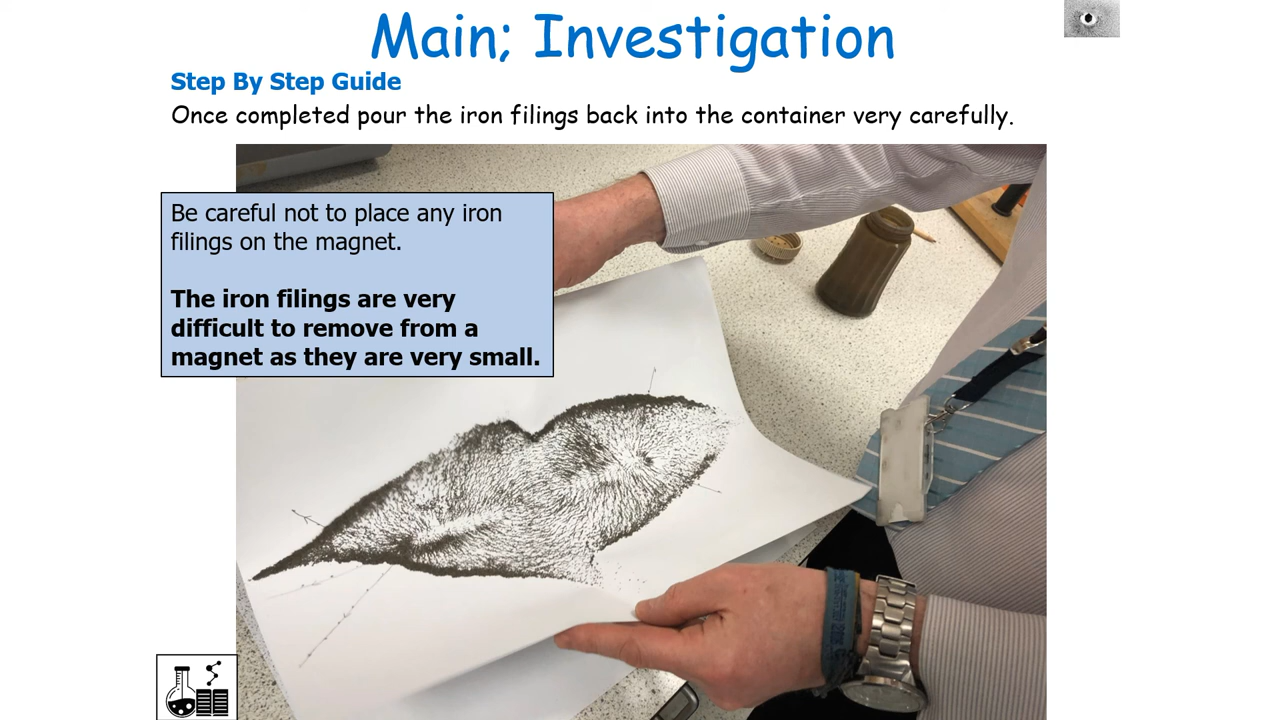 Main; Investigation
Step By Step Guide
Once completed pour the iron filings back into the container very carefully.
Be careful not to place any iron
filings on the magnet.
The iron filings are very
difficult to remove from a
magnet as they are very small.